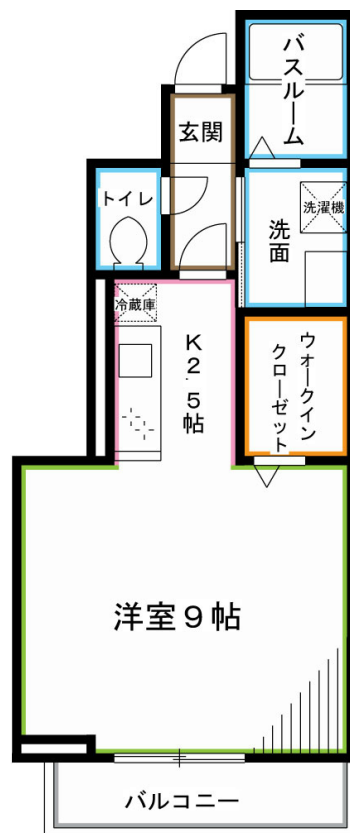 バスルーム
玄関
トイレ
洗濯機
洗面
冷蔵庫
K2.5帖
ウォークイン
クローゼット
洋室9帖
バルコニー